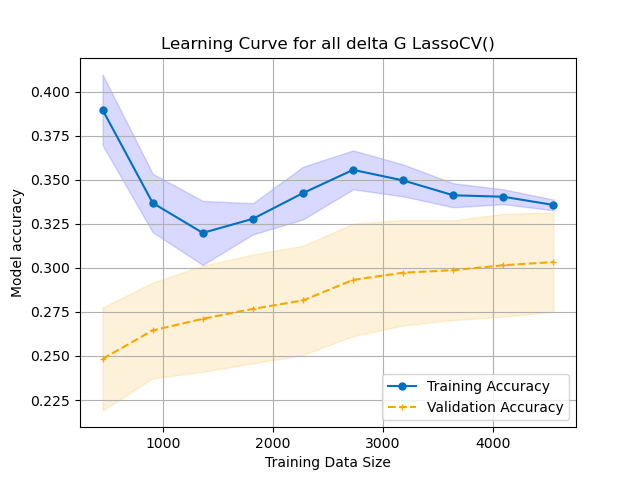 Learning Curve for all delta G LassoCV()
0.400
0.375
0.350
0.325
0.300
0.275
0.250
0.225
Model accuracy
Training Accuracy
Validation Accuracy
1000 2000 3000 4000
Training Data Size